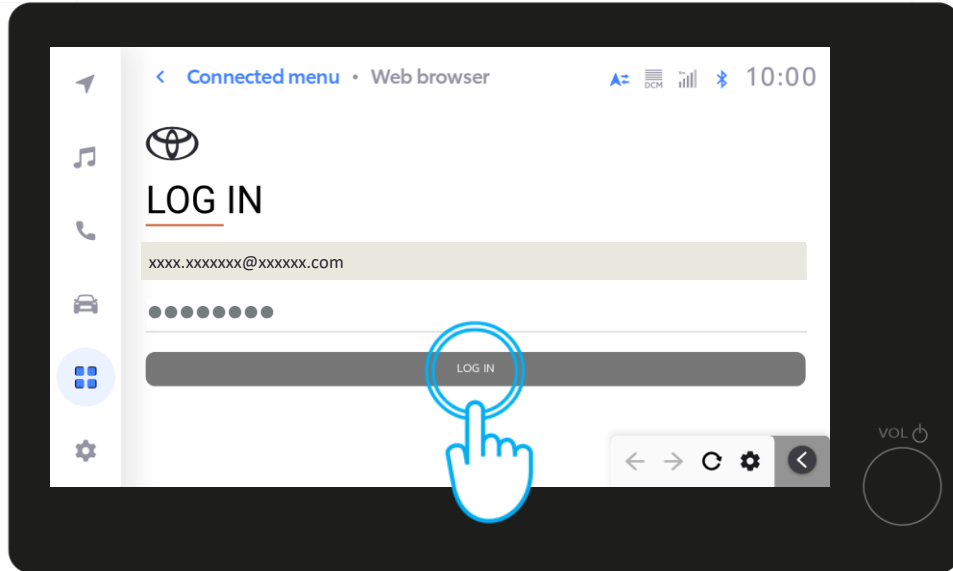 < Connected menu • Web browser
DCM
10:00
LOG IN
xxxx.xxxxxxx@xxxxxx.com
●●●●●●●●
LOG IN
VOL